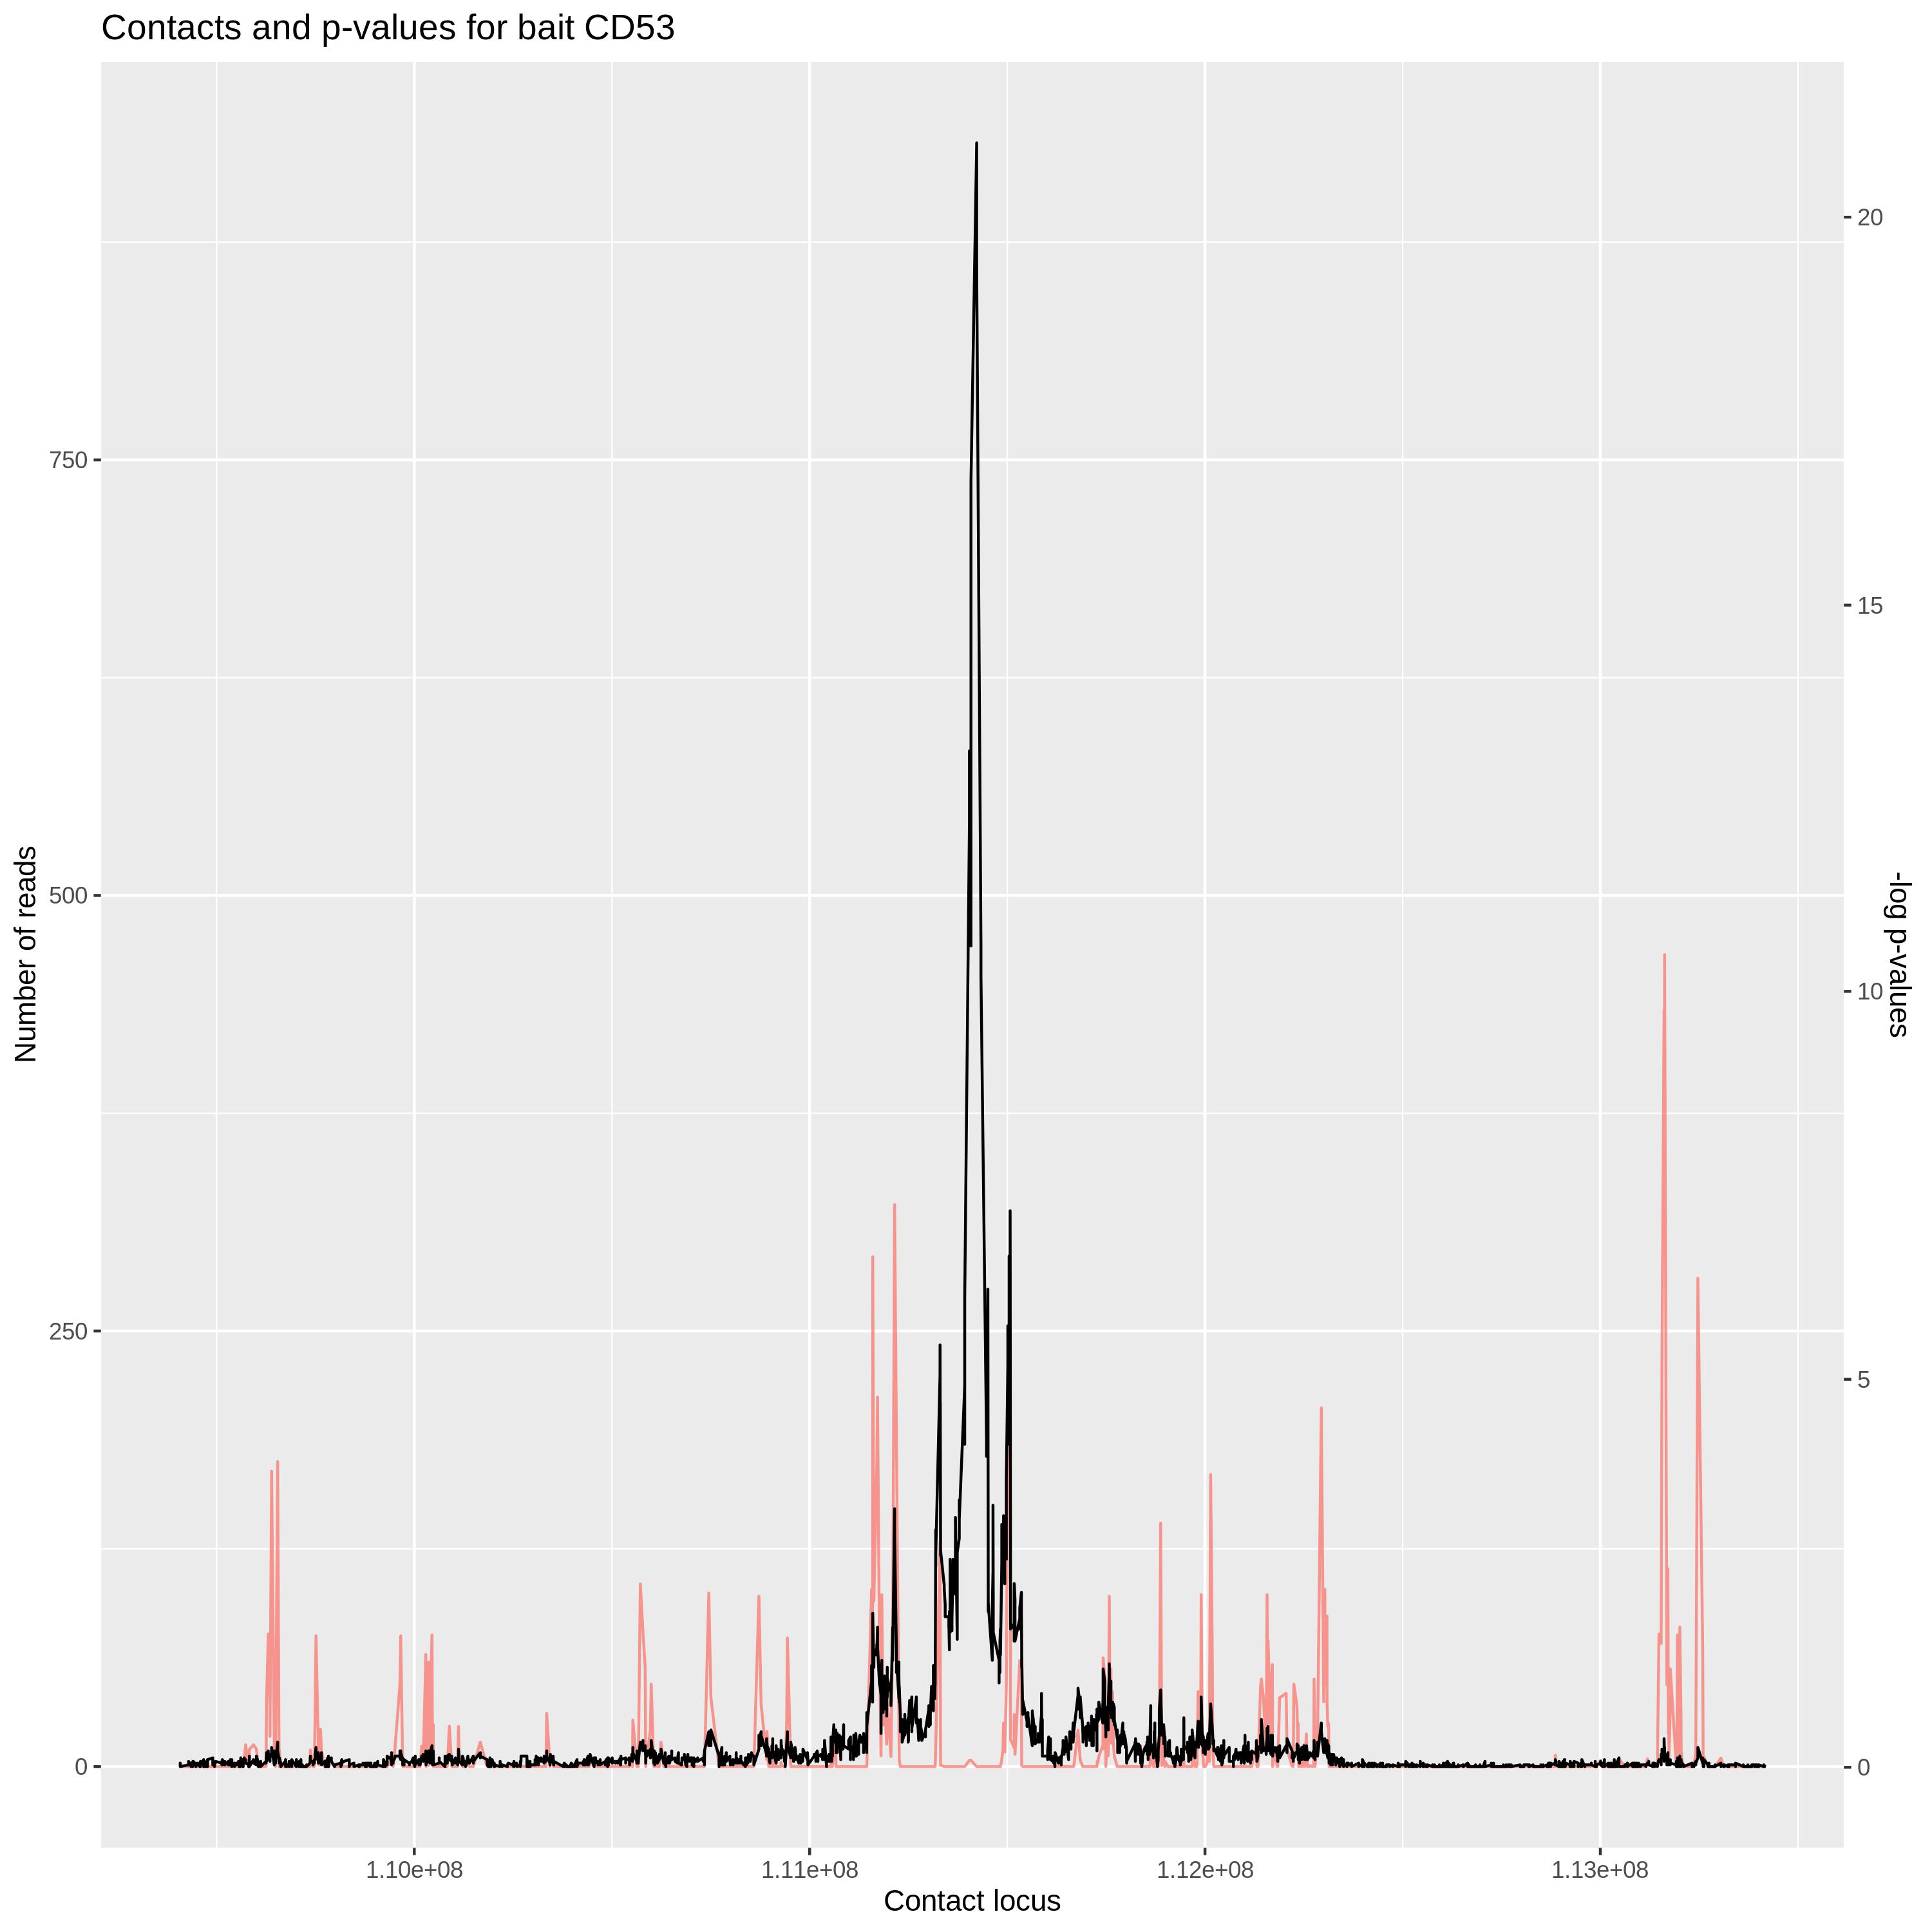 Contacts and p-values for bait CD53
Number of reads
750
500
250
0
20
15
10
5
0
-log p-values
1.10e+08 1.11e+08 1.12e+08 1.13e+08
Contact locus